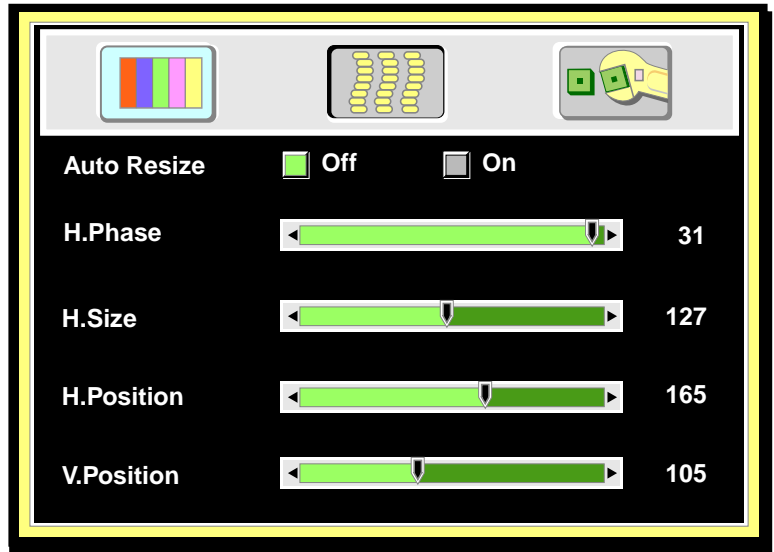 Auto Resize Off On
H.Phase 31
H.Size 127
H.Position 165
V.Position 105